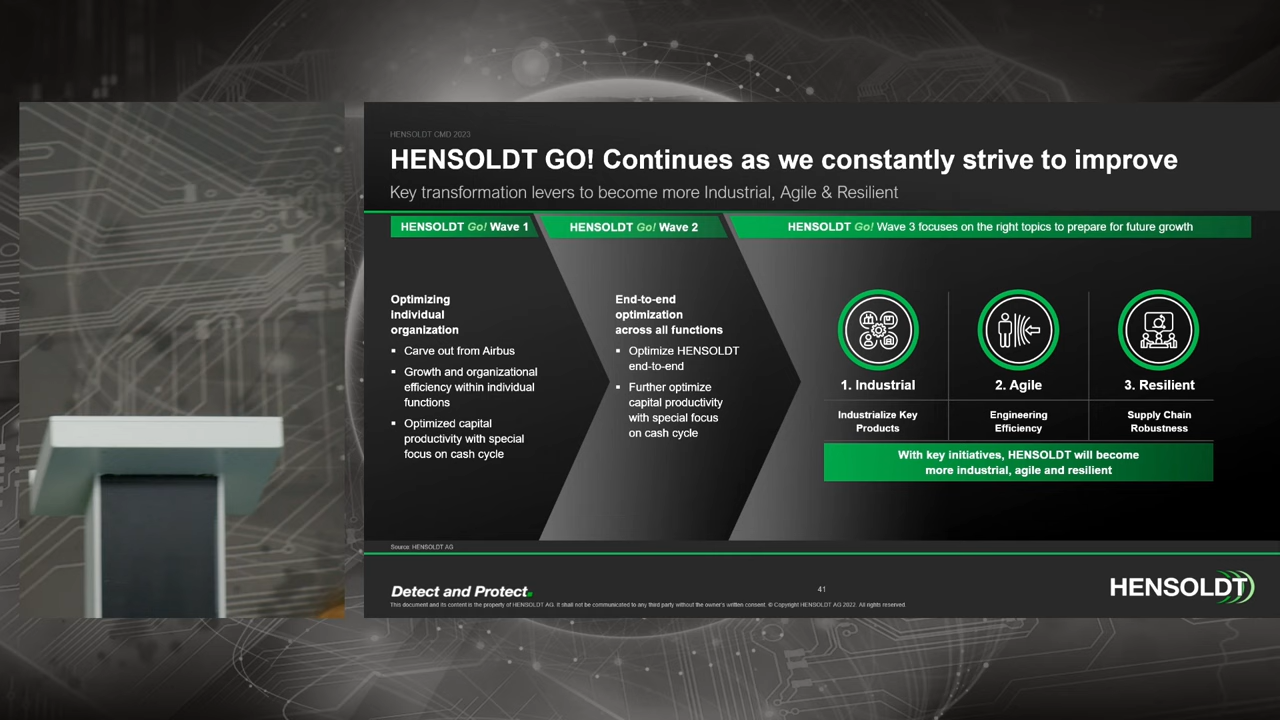 HENSOLDT CMD 2023
HENSOLDT GO! Continues as we constantly strive to improve
Key transformation levers to become more Industrial, Agile & Resilient
HENSOLDT Go! Wave 1
HENSOLDT Go! Wave 2
HENSOLDT Go! Wave 3 focuses on the right topics to prepare for future growth
Optimizing
individual
organization
▪ Carve out from Airbus
▪ Growth and organizational
efficiency within individual
functions
▪ Optimized capital
productivity with special
focus on cash cycle
End-to-end
optimization
across all functions
▪ Optimize HENSOLDT
end-to-end
▪ Further optimize
capital productivity
with special focus
on cash cycle
1. Industrial
2. Agile
3. Resilient
Industrialize Key
Products
Engineering
Efficiency
Supply Chain
Robustness
With key initiatives, HENSOLDT will become
more industrial, agile and resilient
Source: HENSOLDT AG
Detect and Protect.
41
HENSOLDT
This document and its content is the property of HENSOLDT AG. It shall not be communicated to any third party without the owner's written consent. © Copyright HENSOLDT AG 2022. All rights reserved.